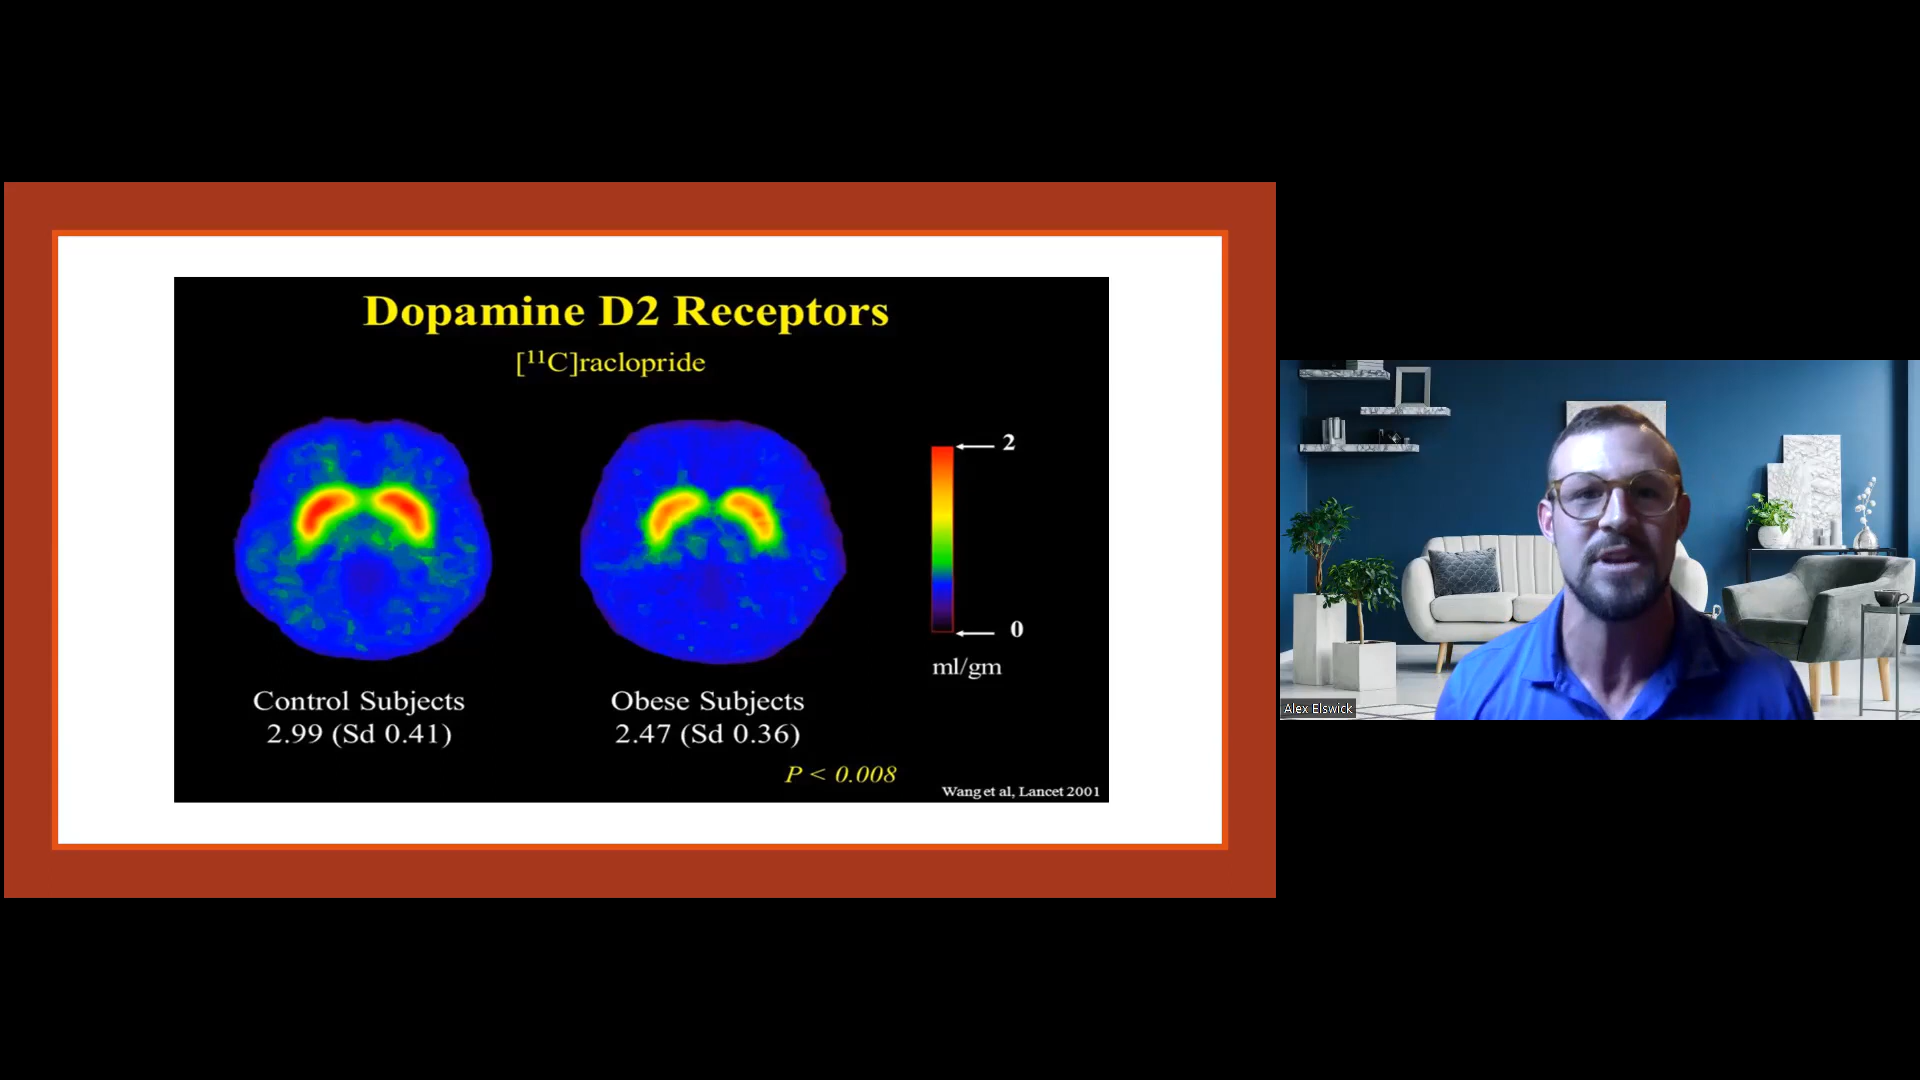 Dopamine D2 Receptors
[¹¹C]raclopride
2
0
ml/gm
Control Subjects
2.99 (Sd 0.41)
Obese Subjects
2.47 (Sd 0.36)
P < 0.008
Wang et al, Lancet 2001
Alex Elswick